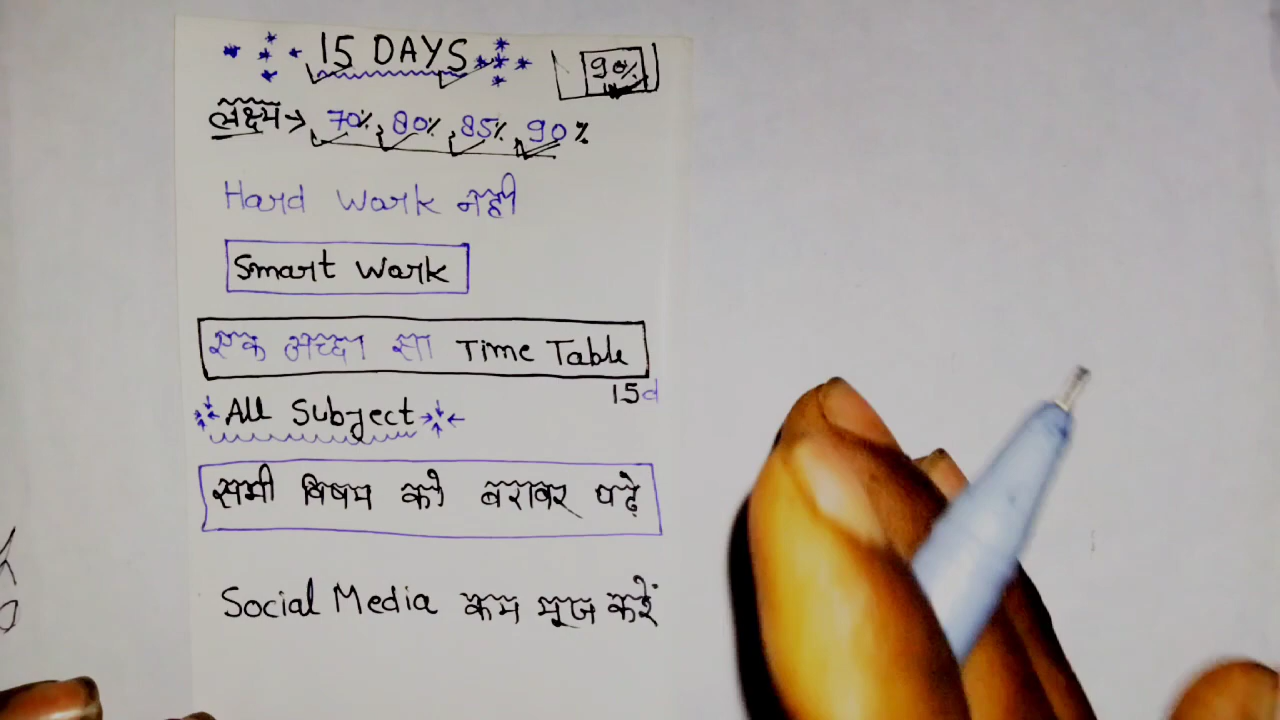 15 DAYS
90%
लक्ष्य→ 70%, 80%, 85%, 90%
Hard Work नही
Smart Work
एक अच्छा सा Time Table
15d
All Subject
सभी विषय को बराबर पढ़े
Social Media कम यूज करें